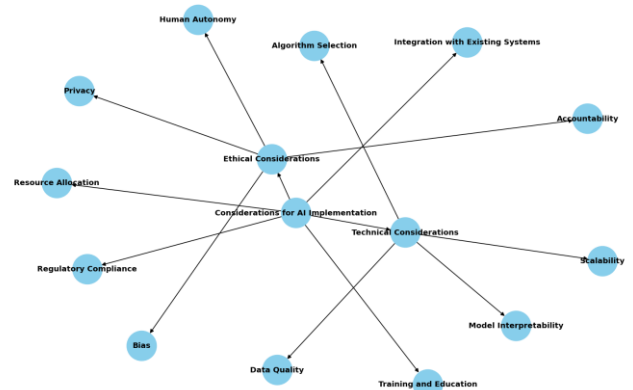 Human Autonomy
Algorithm Selection
Integration with Existing Systems
Privacy
Accountability
Ethical Considerations
Resource Allocation
Considerations for AI Implementation
Technical Considerations
Scalability
Regulatory Compliance
Model Interpretability
Bias
Data Quality
Training and Education